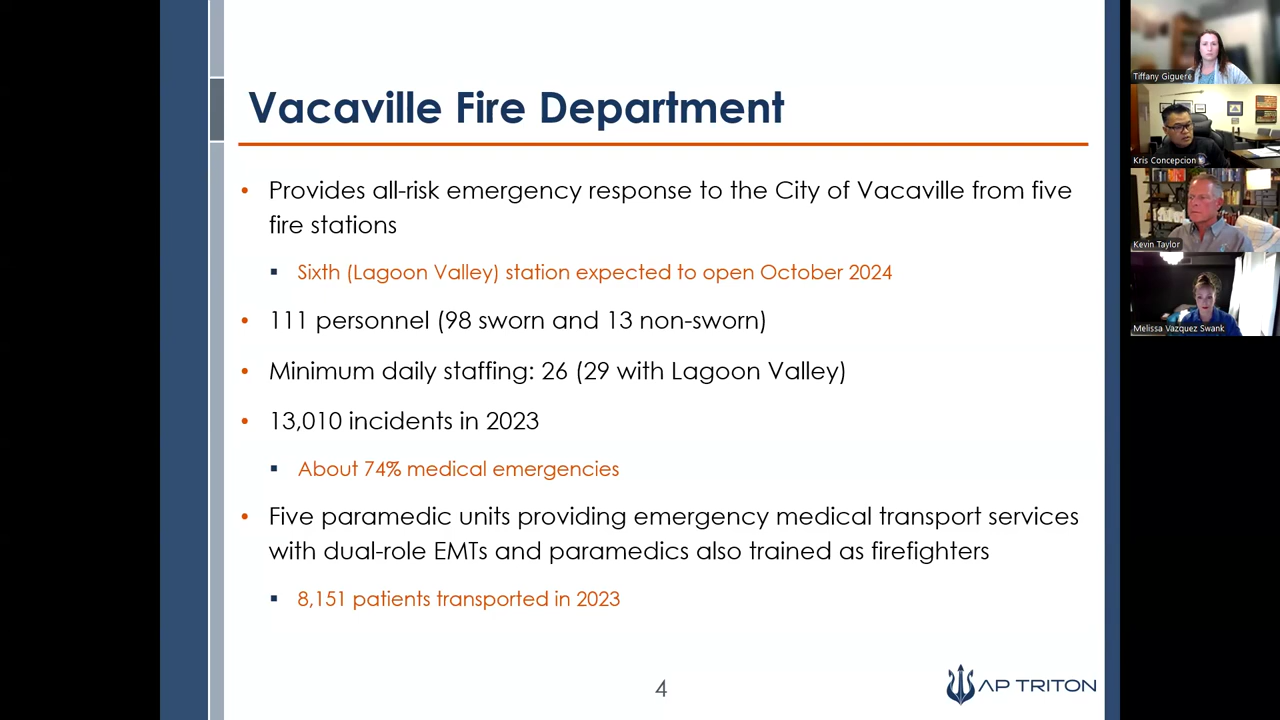 Vacaville Fire Department
• Provides all-risk emergency response to the City of Vacaville from five
fire stations
▪ Sixth (Lagoon Valley) station expected to open October 2024
• 111 personnel (98 sworn and 13 non-sworn)
• Minimum daily staffing: 26 (29 with Lagoon Valley)
• 13,010 incidents in 2023
▪ About 74% medical emergencies
• Five paramedic units providing emergency medical transport services
with dual-role EMTs and paramedics also trained as firefighters
▪ 8,151 patients transported in 2023
4
AP TRITON
Tiffany Giguere
Kris Concepcion
Kevin Taylor
Melissa Vazquez Swank